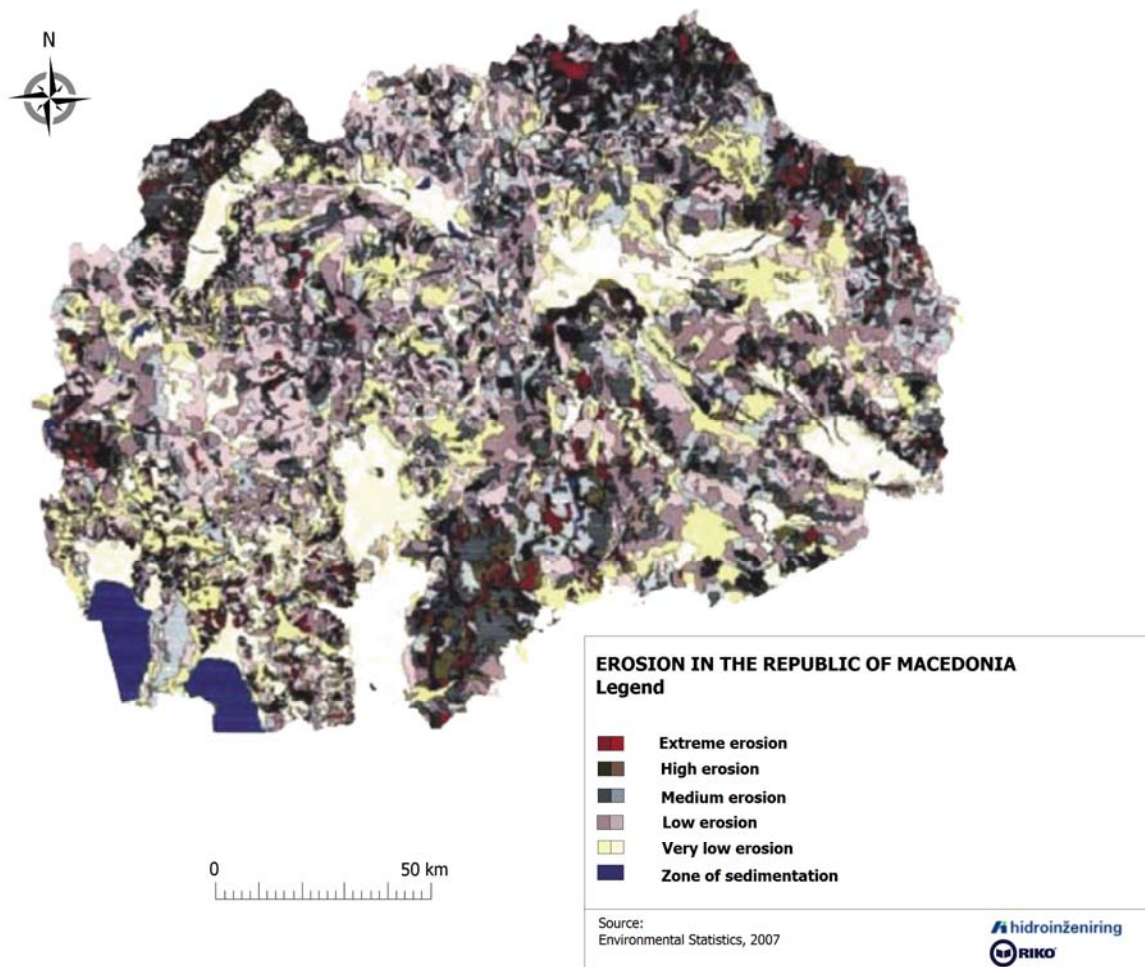 N
0 50 km
EROSION IN THE REPUBLIC OF MACEDONIA
Legend
Extreme erosion
High erosion
Medium erosion
Low erosion
Very low erosion
Zone of sedimentation
Source:
Environmental Statistics, 2007
hidroinženiring
RIKO